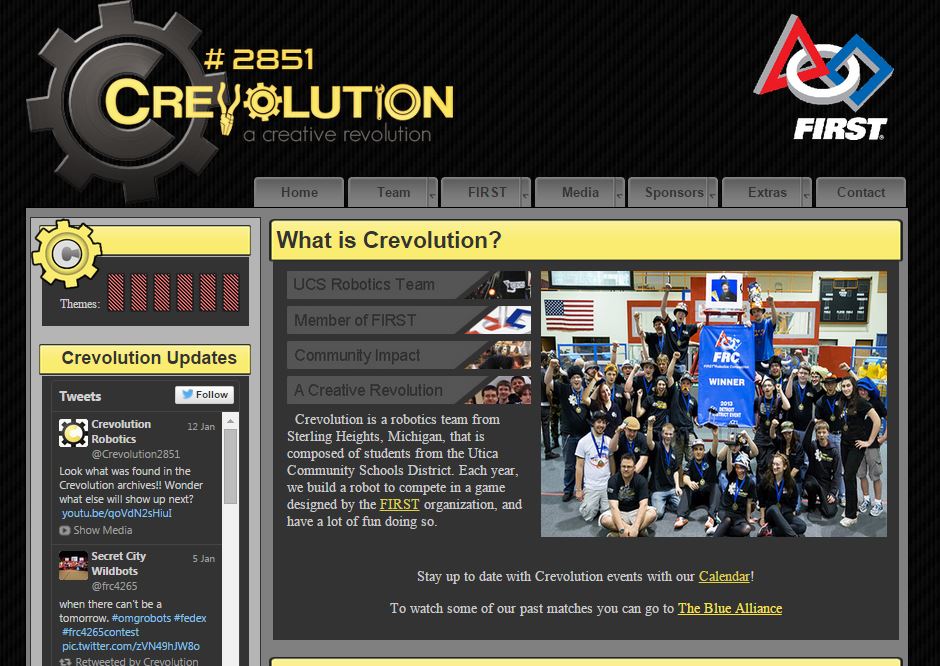 # 2851
CREVOLUTION
a creative revolution
FIRST
Home
Team
FIRST
Media
Sponsors
Extras
Contact
Themes:
Crevolution Updates
Tweets
Follow
Crevolution Robotics
12 Jan
@Crevolution2851
Look what was found in the
Crevolution archives!! Wonder
what else will show up next?
youtu.be/qoVdN2sHiuI
Show Media
Secret City Wildbots
5 Jan
@frc4265
when there can't be a
tomorrow. #omgrobots #fedex
#frc4265contest
pic.twitter.com/zVN49hJW8o
Retweeted by Crevolution
What is Crevolution?
UCS Robotics Team
Member of FIRST
Community Impact
A Creative Revolution
Crevolution is a robotics team from
Sterling Heights, Michigan, that is
composed of students from the Utica
Community Schools District. Each year,
we build a robot to compete in a game
designed by the FIRST organization, and
have a lot of fun doing so.
FRC
WINNER
2013
Stay up to date with Crevolution events with our Calendar!
To watch some of our past matches you can go to The Blue Alliance